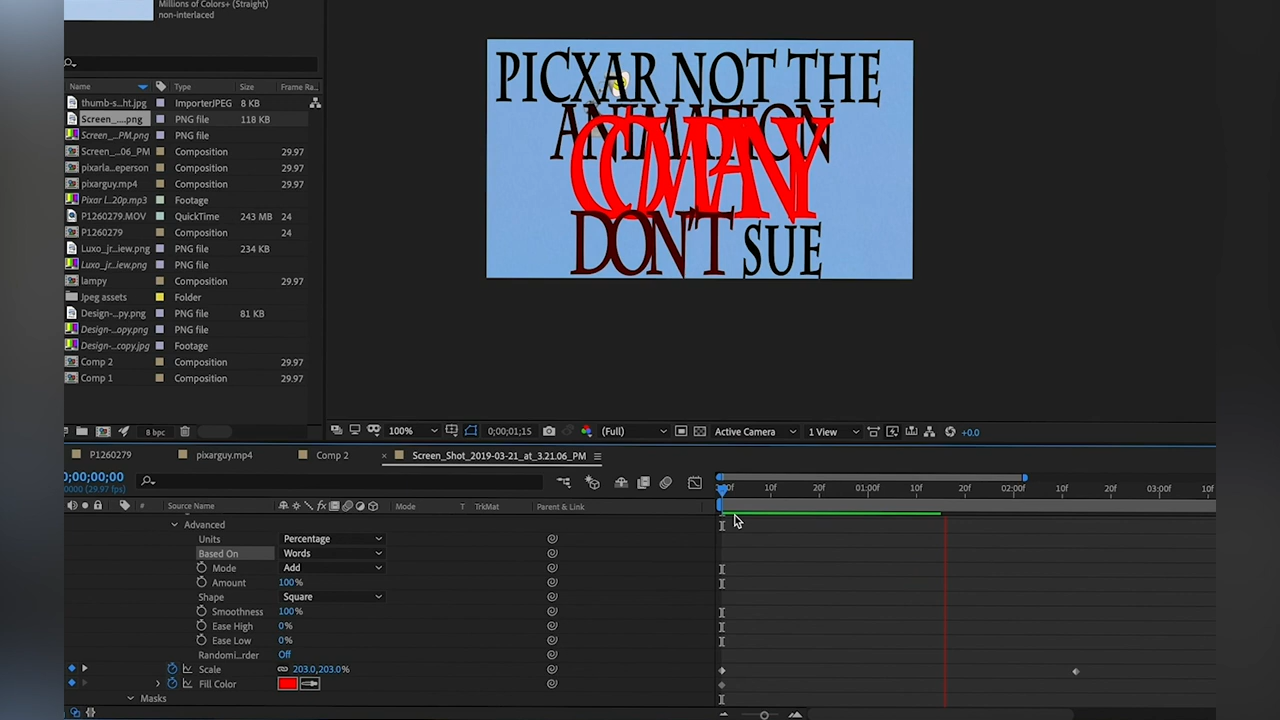 Millions of Colors+ (Straight)
non-interlaced
Name Type Size Frame Ra..
thumb-s...ht.jpg ImporterJPEG 8 KB
Screen_....png PNG file 118 KB
Screen_...PM.png PNG file
Screen_...06_PM Composition 29.97
pixarla...eperson Composition 29.97
pixarguy.mp4 Composition 29.97
Pixar l...20p.mp3 Footage
P1260279.MOV QuickTime 243 MB 24
P1260279 Composition 24
Luxo_jr...iew.png PNG file 234 KB
Luxo_jr...iew.png PNG file
lampy Composition 29.97
Jpeg assets Folder
Design-...py.png PNG file 81 KB
Design-...opy.png PNG file
Design-...copy.jpg Footage
Comp 2 Composition 29.97
Comp 1 Composition 29.97
8 bpc
PICXAR NOT THE
ANIMATION
COMPANY
DON'T SUE
100% 0;00;01;15 (Full) Active Camera 1 View +0.0
P1260279 pixarguy.mp4 Comp 2 × Screen_Shot_2019-03-21_at_3.21.06_PM
0;00;00;00
0000 (29.97 fps)
10f 20f 01:00f 10f 20f 02:00f 10f 20f 03:00f 10f
# Source Name Mode T TrkMat Parent & Link
Advanced
Units Percentage
Based On Words
Mode Add
Amount 100%
Shape Square
Smoothness 100%
Ease High 0%
Ease Low 0%
Randomi...rder Off
Scale 203.0,203.0%
Fill Color
Masks